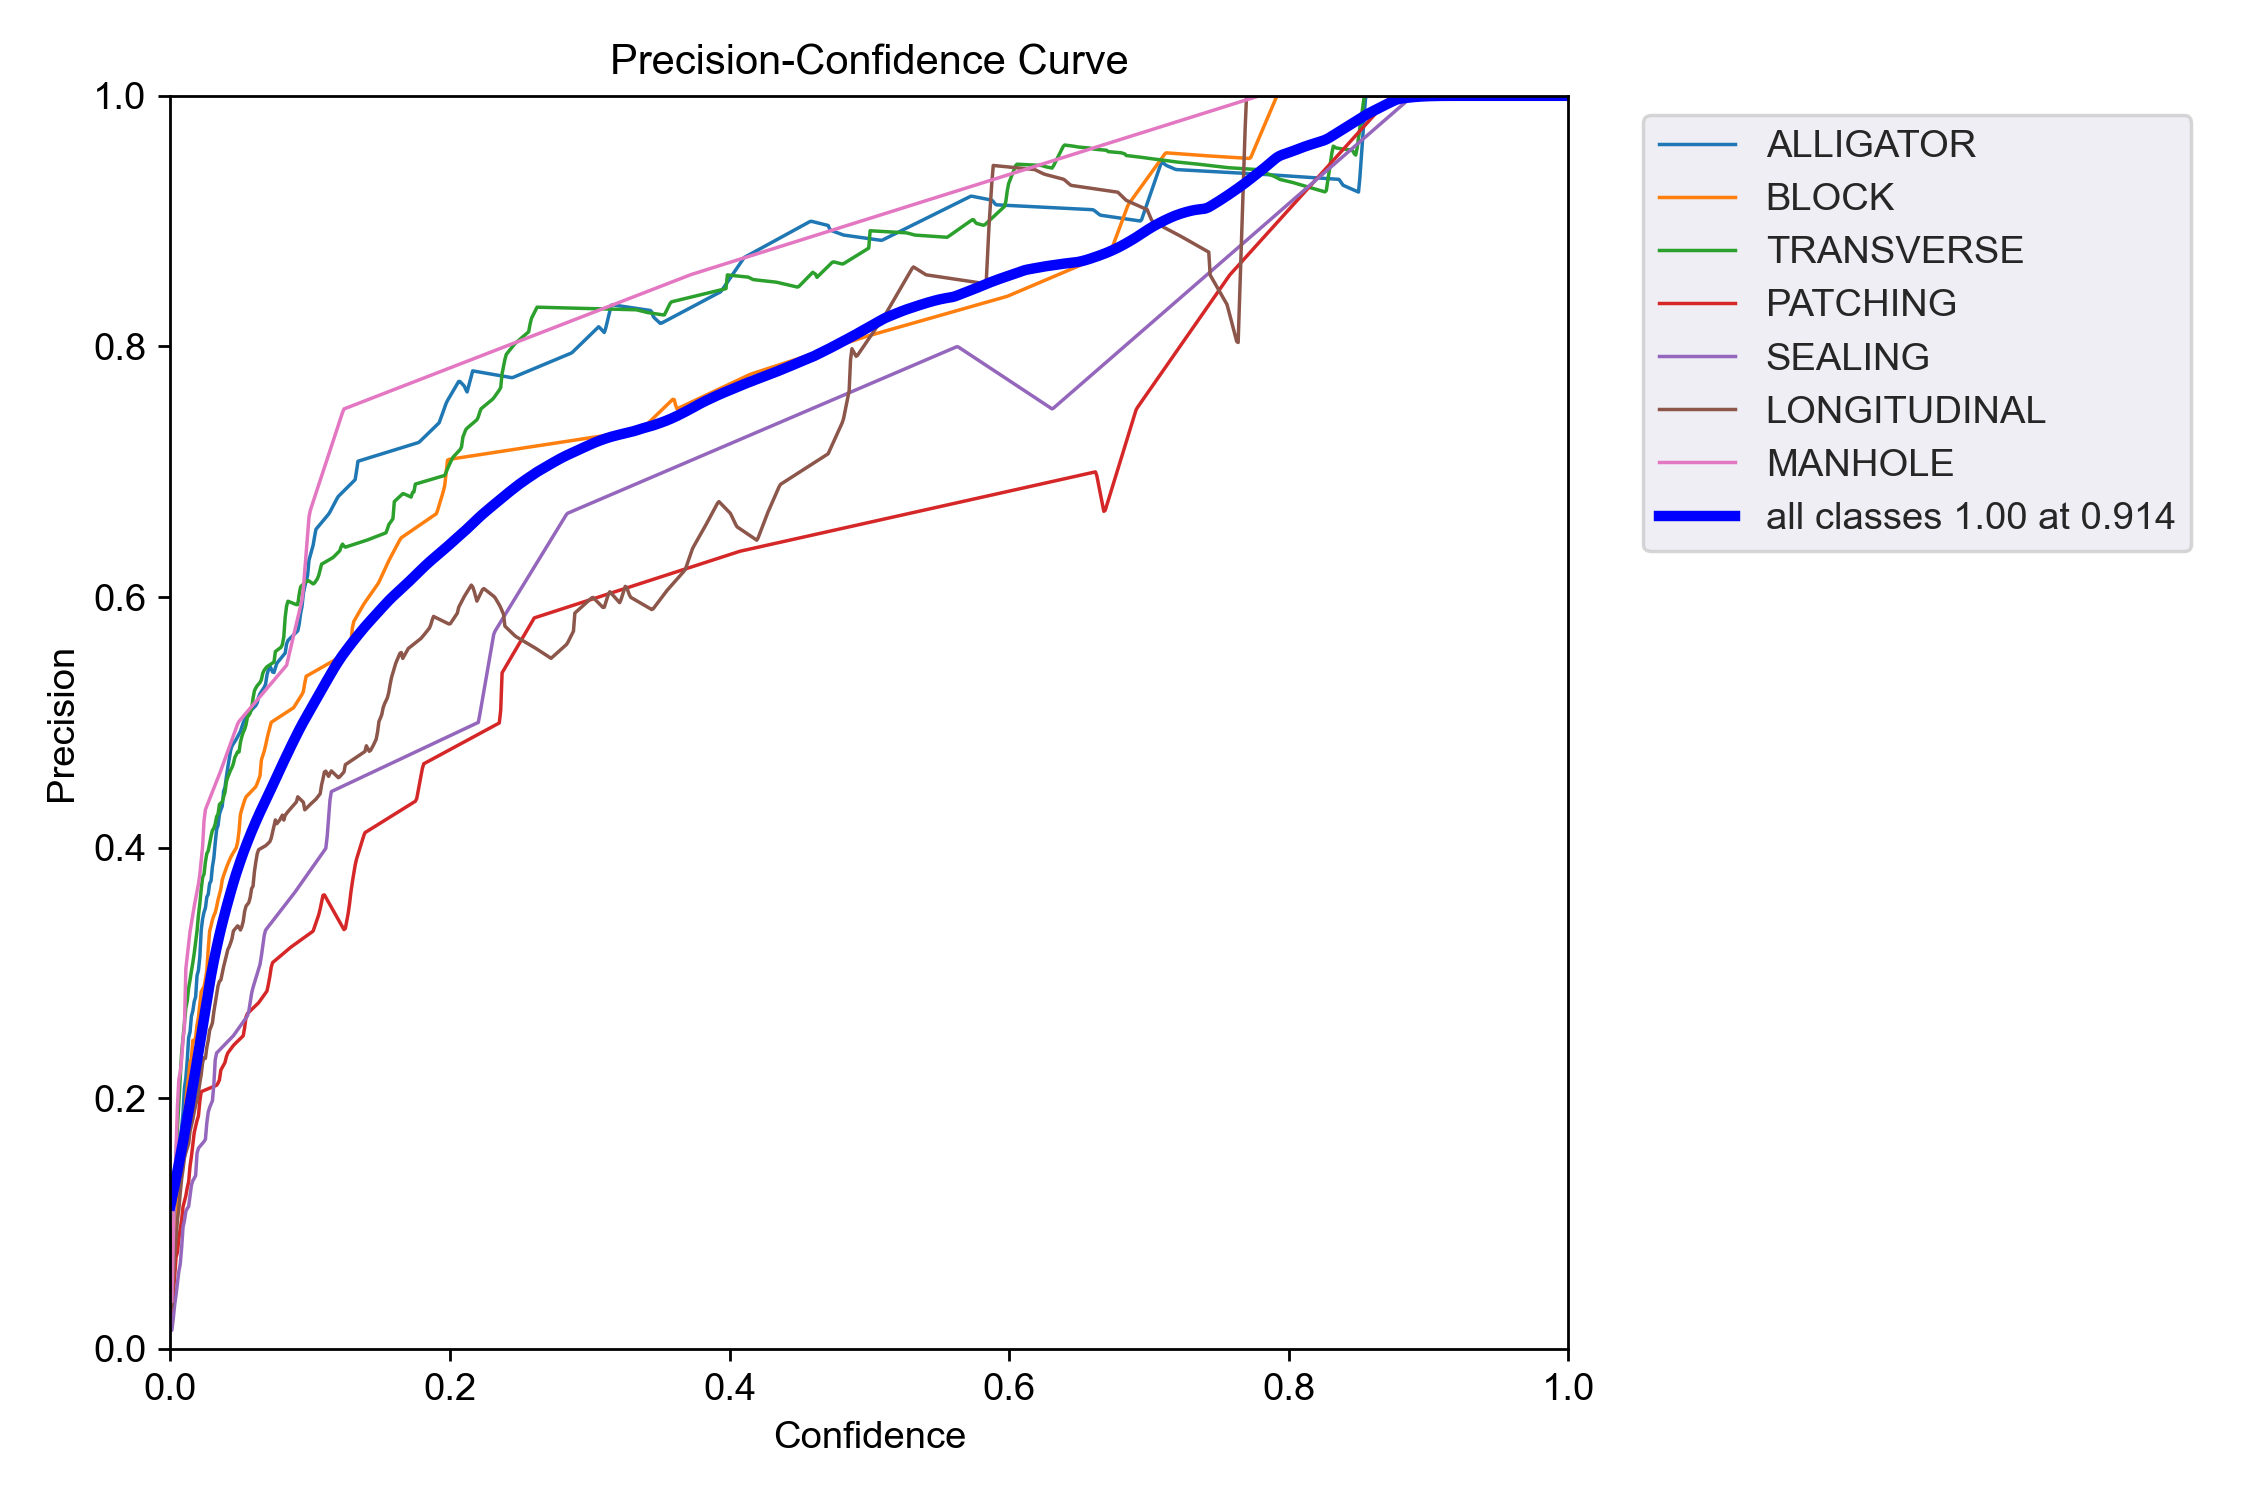 Precision-Confidence Curve
1.0
0.8
0.6
0.4
0.2
0.0
Precision
0.0 0.2 0.4 0.6 0.8 1.0
Confidence
ALLIGATOR
BLOCK
TRANSVERSE
PATCHING
SEALING
LONGITUDINAL
MANHOLE
all classes 1.00 at 0.914